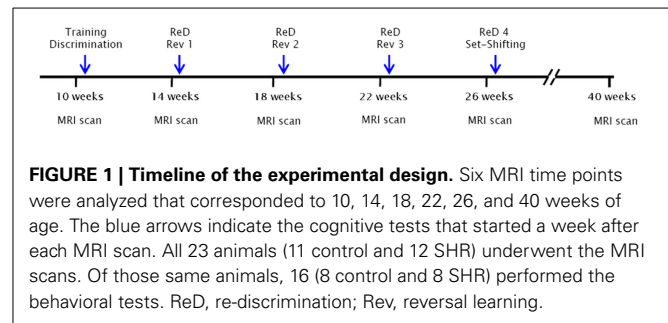 Training ReD ReD ReD ReD 4
Discrimination Rev 1 Rev 2 Rev 3 Set-Shifting
10 weeks 14 weeks 18 weeks 22 weeks 26 weeks 40 weeks
MRI scan MRI scan MRI scan MRI scan MRI scan MRI scan
FIGURE 1 | Timeline of the experimental design. Six MRI time points
were analyzed that corresponded to 10, 14, 18, 22, 26, and 40 weeks of
age. The blue arrows indicate the cognitive tests that started a week after
each MRI scan. All 23 animals (11 control and 12 SHR) underwent the MRI
scans. Of those same animals, 16 (8 control and 8 SHR) performed the
behavioral tests. ReD, re-discrimination; Rev, reversal learning.